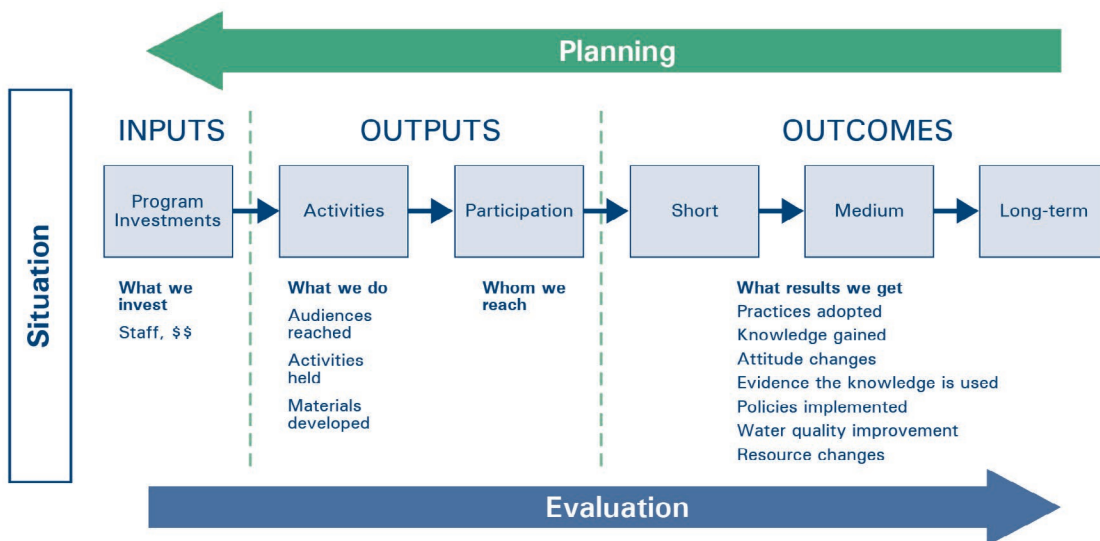 Planning
Situation
INPUTS
OUTPUTS
OUTCOMES
Program
Investments
Activities
Participation
Short
Medium
Long-term
What we
invest
Staff, $$
What we do
Audiences
reached
Activities
held
Materials
developed
Whom we
reach
What results we get
Practices adopted
Knowledge gained
Attitude changes
Evidence the knowledge is used
Policies implemented
Water quality improvement
Resource changes
Evaluation